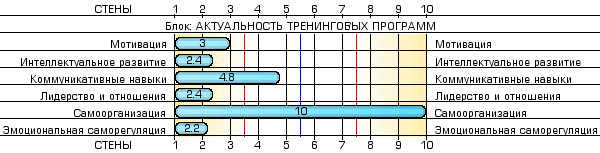 СТЕНЫ 1 2 3 4 5 6 7 8 9 10 СТЕНЫ
Блок: АКТУАЛЬНОСТЬ ТРЕНИНГОВЫХ ПРОГРАММ
Мотивация 3 Мотивация
Интеллектуальное развитие 2.4 Интеллектуальное развитие
Коммуникативные навыки 4.8 Коммуникативные навыки
Лидерство и отношения 2.4 Лидерство и отношения
Самоорганизация 10 Самоорганизация
Эмоциональная саморегуляция 2.2 Эмоциональная саморегуляция
СТЕНЫ 1 2 3 4 5 6 7 8 9 10 СТЕНЫ